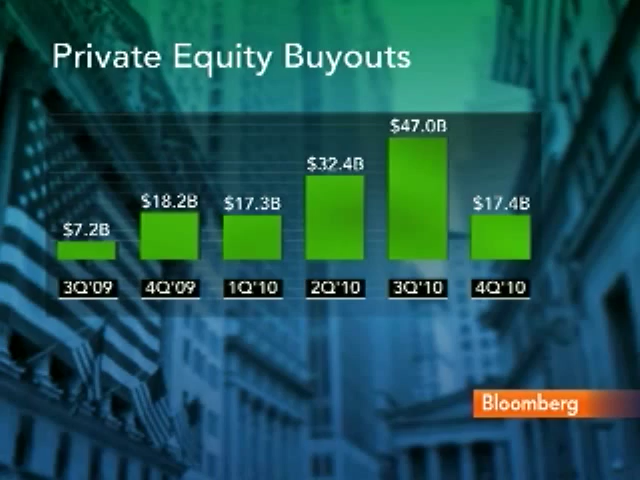 Private Equity Buyouts
$7.2B
$18.2B
$17.3B
$32.4B
$47.0B
$17.4B
3Q'09
4Q'09
1Q'10
2Q'10
3Q'10
4Q'10
Bloomberg